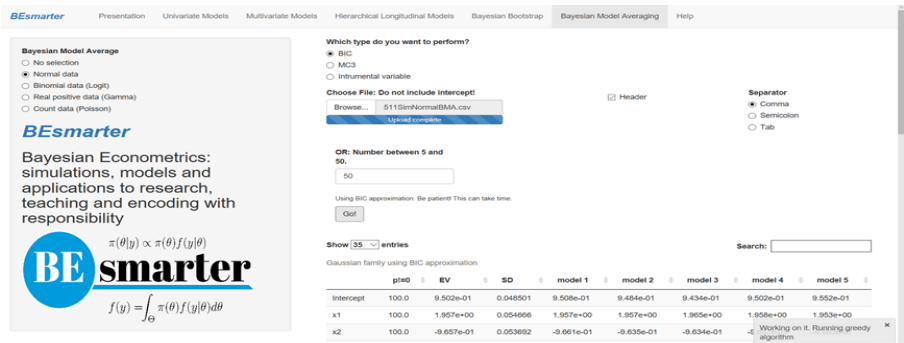 BEsmarter Presentation Univariate Models Multivariate Models Hierarchical Longitudinal Models Bayesian Bootstrap Bayesian Model Averaging Help
Bayesian Model Average
No selection
Normal data
Binomial data (Logit)
Real positive data (Gamma)
Count data (Poisson)
BEsmarter
Bayesian Econometrics:
simulations, models and
applications to research,
teaching and encoding with
responsibility
π(θ|y) ∝ π(θ)f(y|θ)
BE smarter
f(y) = ∫Θ π(θ)f(y|θ)dθ
Which type do you want to perform?
BIC
MC3
Intrumental variable
Choose File: Do not include intercept!
Browse... 511SimNormalBMA.csv
Upload complete
Header
Separator
Comma
Semicolon
Tab
OR: Number between 5 and
50.
50
Using BIC approximation: Be patient! This can take time.
Go!
Show 35 entries
Search:
Gaussian family using BIC approximation
p!=0 EV SD model 1 model 2 model 3 model 4 model 5
Intercept 100.0 9.502e-01 0.048501 9.508e-01 9.484e-01 9.434e-01 9.502e-01 9.552e-01
x1 100.0 1.957e+00 0.054666 1.957e+00 1.957e+00 1.965e+00 1.958e+00 1.953e+00
x2 100.0 -9.657e-01 0.053692 -9.661e-01 -9.635e-01 -9.634e-01
Working on it. Running greedy
algorithm
×